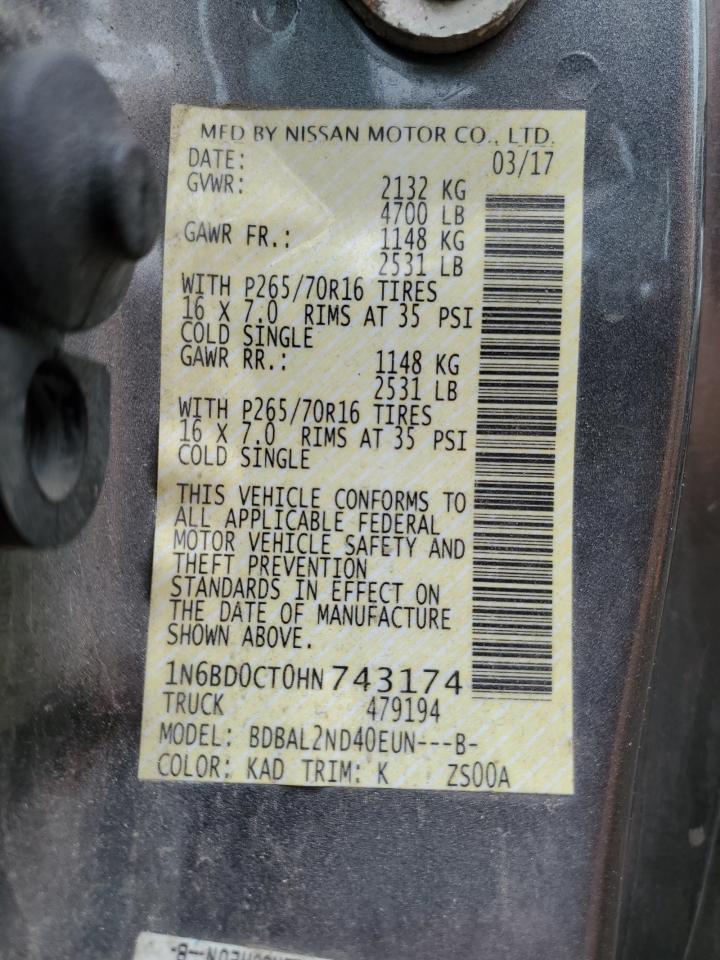 MFD BY NISSAN MOTOR CO., LTD.
DATE: 03/17
GVWR: 2132 KG
4700 LB
GAWR FR.: 1148 KG
2531 LB
WITH P265/70R16 TIRES
16 X 7.0 RIMS AT 35 PSI
COLD SINGLE
GAWR RR.: 1148 KG
2531 LB
WITH P265/70R16 TIRES
16 X 7.0 RIMS AT 35 PSI
COLD SINGLE
THIS VEHICLE CONFORMS TO
ALL APPLICABLE FEDERAL
MOTOR VEHICLE SAFETY AND
THEFT PREVENTION
STANDARDS IN EFFECT ON
THE DATE OF MANUFACTURE
SHOWN ABOVE.
1N6BD0CT0HN743174
TRUCK 479194
MODEL: BDBAL2ND40EUN---B-
COLOR: KAD TRIM: K ZS00A